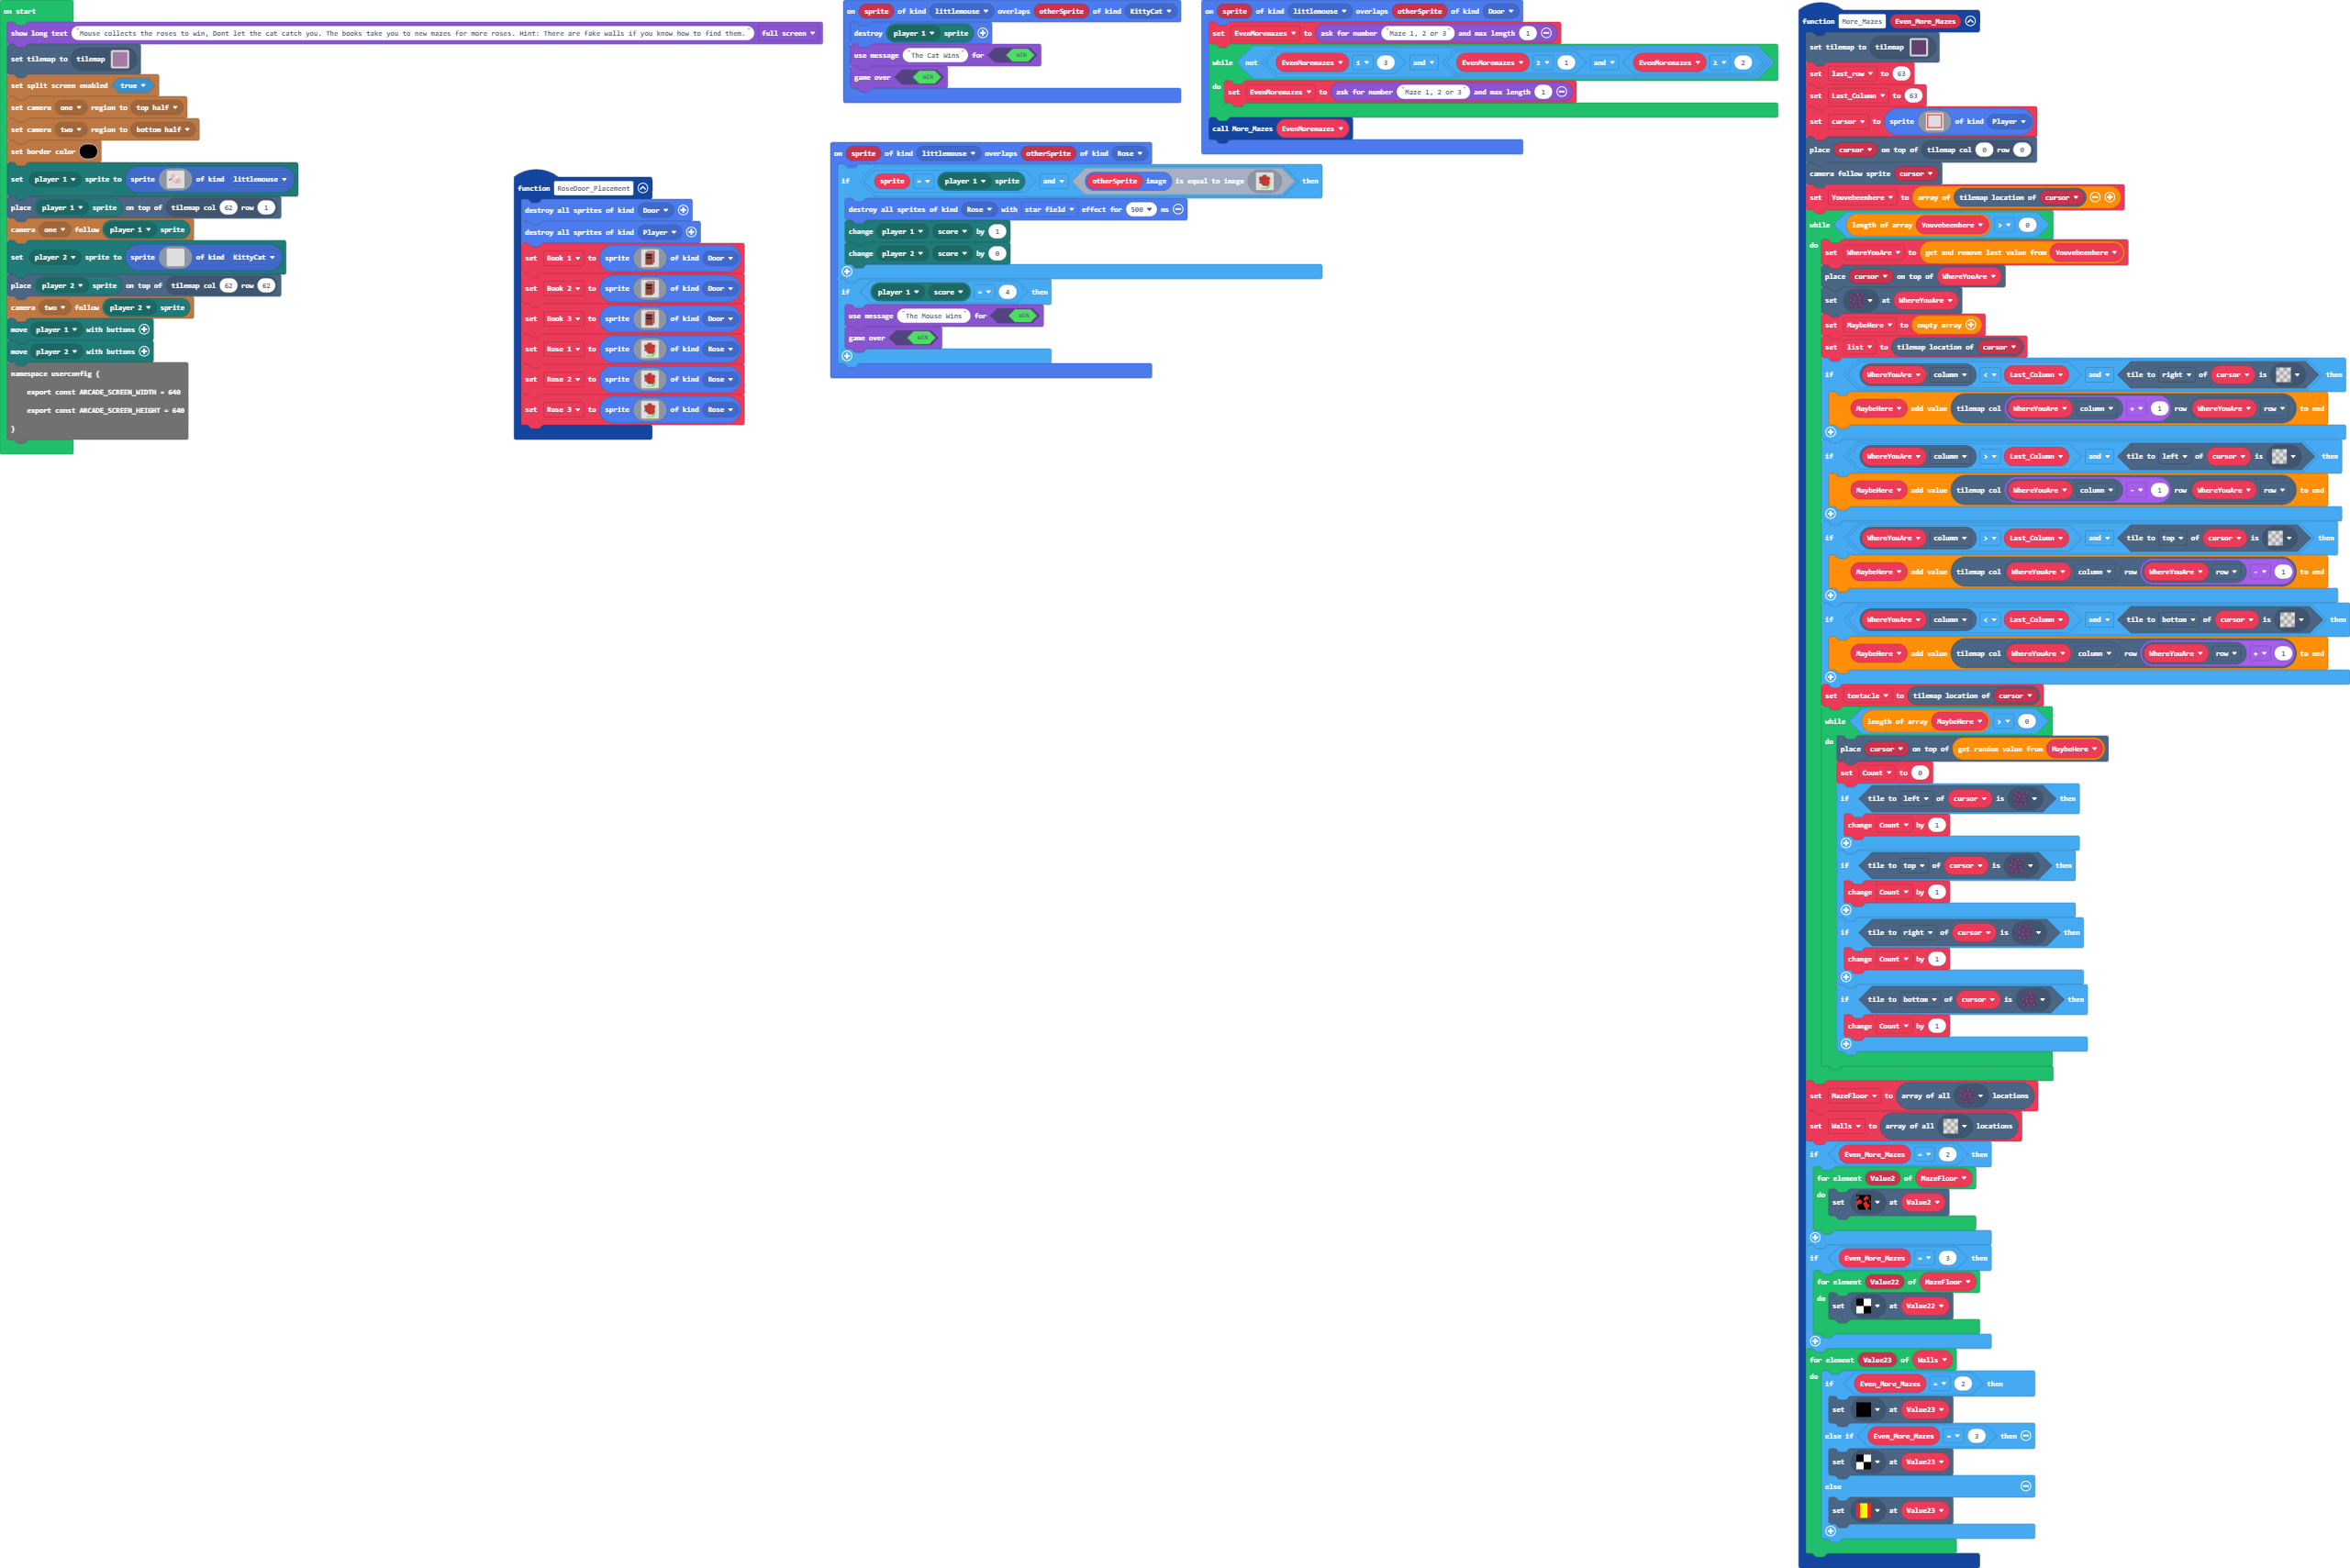 on start
show long text "Mouse collects the roses to win, Dont let the cat catch you. The books take you to new mazes for more roses. Hint: There are fake walls if you know how to find them." full screen
set tilemap to tilemap
set split screen enabled true
set camera one region to top half
set camera two region to bottom half
set border color
set player 1 sprite to sprite of kind littlemouse
place player 1 sprite on top of tilemap col 62 row 1
camera one follow player 1 sprite
set player 2 sprite to sprite of kind KittyCat
place player 2 sprite on top of tilemap col 62 row 62
camera two follow player 2 sprite
move player 1 with buttons
move player 2 with buttons
namespace userconfig {
export const ARCADE_SCREEN_WIDTH = 640
export const ARCADE_SCREEN_HEIGHT = 640
}
function RoseDoor_Placement
destroy all sprites of kind Door
destroy all sprites of kind Player
set Book 1 to sprite of kind Door
set Book 2 to sprite of kind Door
set Book 3 to sprite of kind Door
set Rose 1 to sprite of kind Rose
set Rose 2 to sprite of kind Rose
set Rose 3 to sprite of kind Rose
on sprite of kind littlemouse overlaps otherSprite of kind KittyCat
destroy player 1 sprite
use message "The Cat Wins" for WIN
game over WIN
on sprite of kind littlemouse overlaps otherSprite of kind Rose
if sprite = player 1 sprite and otherSprite image is equal to image then
destroy all sprites of kind Rose with star field effect for 500 ms
change player 1 score by 1
change player 2 score by 0
if player 1 score = 4 then
use message "The Mouse Wins" for WIN
game over WIN
on sprite of kind littlemouse overlaps otherSprite of kind Door
set EvenMoremazes to ask for number "Maze 1, 2 or 3" and max length 1
while not EvenMoremazes ≤ 3 and EvenMoremazes ≥ 1 and EvenMoremazes ≥ 2
do set EvenMoremazes to ask for number "Maze 1, 2 or 3" and max length 1
call More_Mazes EvenMoremazes
function More_Mazes Even_More_Mazes
set tilemap to tilemap
set last_row to 63
set Last_Column to 63
set cursor to sprite of kind Player
place cursor on top of tilemap col 0 row 0
camera follow sprite cursor
set Youvebeenhere to array of tilemap location of cursor
while length of array Youvebeenhere > 0
do set WhereYouAre to get and remove last value from Youvebeenhere
place cursor on top of WhereYouAre
set at WhereYouAre
set MaybeHere to empty array
set list to tilemap location of cursor
if WhereYouAre column < Last_Column and tile to right of cursor is then
MaybeHere add value tilemap col WhereYouAre column + 1 row WhereYouAre row to end
if WhereYouAre column > Last_Column and tile to left of cursor is then
MaybeHere add value tilemap col WhereYouAre column - 1 row WhereYouAre row to end
if WhereYouAre column > Last_Column and tile to top of cursor is then
MaybeHere add value tilemap col WhereYouAre column row WhereYouAre row - 1 to end
if WhereYouAre column < Last_Column and tile to bottom of cursor is then
MaybeHere add value tilemap col WhereYouAre column row WhereYouAre row + 1 to end
set tentacle to tilemap location of cursor
while length of array MaybeHere > 0
do place cursor on top of get random value from MaybeHere
set Count to 0
if tile to left of cursor is then
change Count by 1
if tile to top of cursor is then
change Count by 1
if tile to right of cursor is then
change Count by 1
if tile to bottom of cursor is then
change Count by 1
set MazeFloor to array of all locations
set Walls to array of all locations
if Even_More_Mazes = 2 then
for element Value2 of MazeFloor
do set at Value2
if Even_More_Mazes = 3 then
for element Value22 of MazeFloor
do set at Value22
for element Value23 of Walls
do if Even_More_Mazes = 2 then
set at Value23
else if Even_More_Mazes = 3 then
set at Value23
else
set at Value23